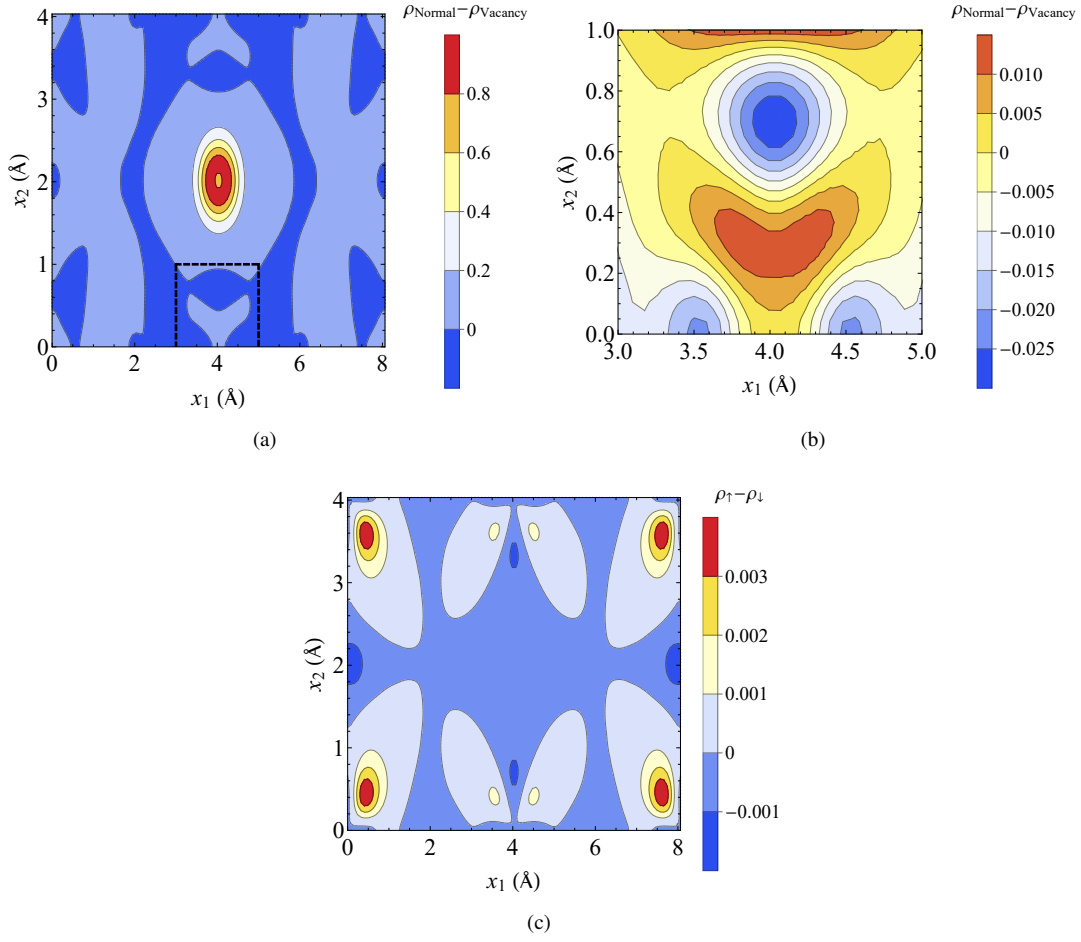 ρNormal−ρVacancy
4
3
2
1
0
x2 (Å)
0 2 4 6 8
x1 (Å)
0.8
0.6
0.4
0.2
0
(a)
ρNormal−ρVacancy
1.0
0.8
0.6
0.4
0.2
0.0
x2 (Å)
3.0 3.5 4.0 4.5 5.0
x1 (Å)
0.010
0.005
0
−0.005
−0.010
−0.015
−0.020
−0.025
(b)
ρ↑−ρ↓
4
3
2
1
0
x2 (Å)
0 2 4 6 8
x1 (Å)
0.003
0.002
0.001
0
−0.001
(c)